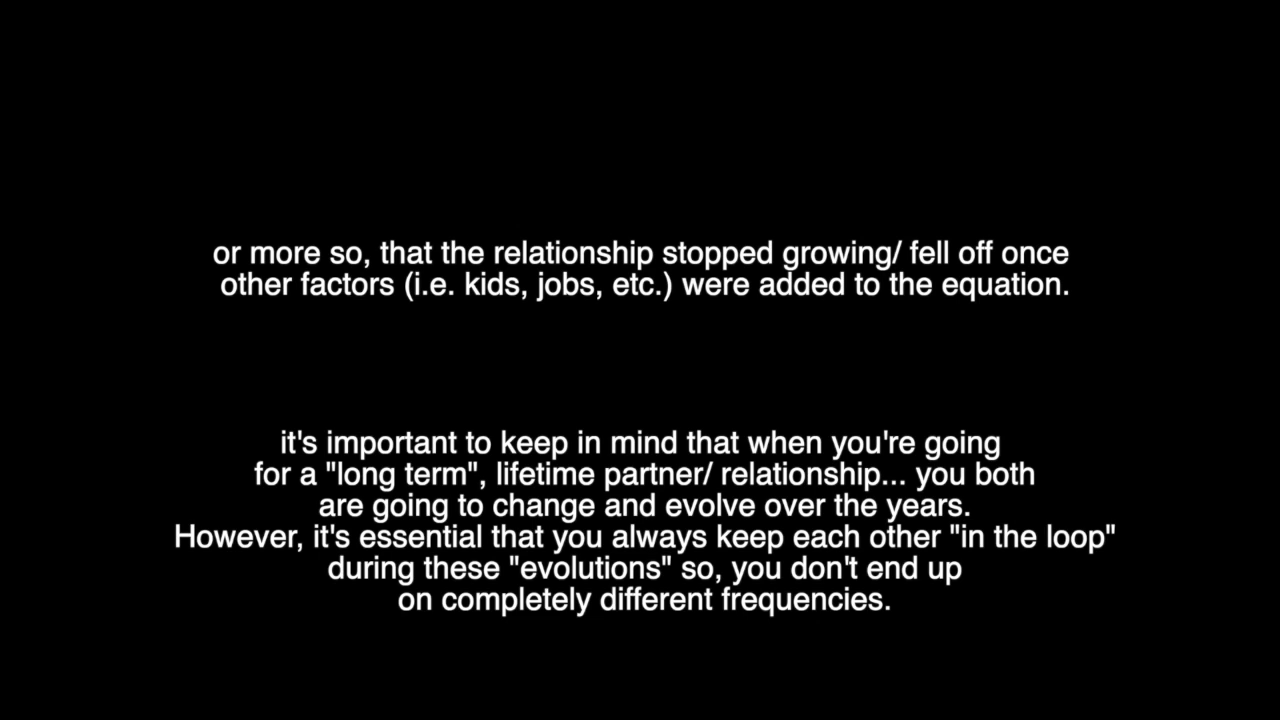 or more so, that the relationship stopped growing/ fell off once
other factors (i.e. kids, jobs, etc.) were added to the equation.
it's important to keep in mind that when you're going
for a "long term", lifetime partner/ relationship... you both
are going to change and evolve over the years.
However, it's essential that you always keep each other "in the loop"
during these "evolutions" so, you don't end up
on completely different frequencies.